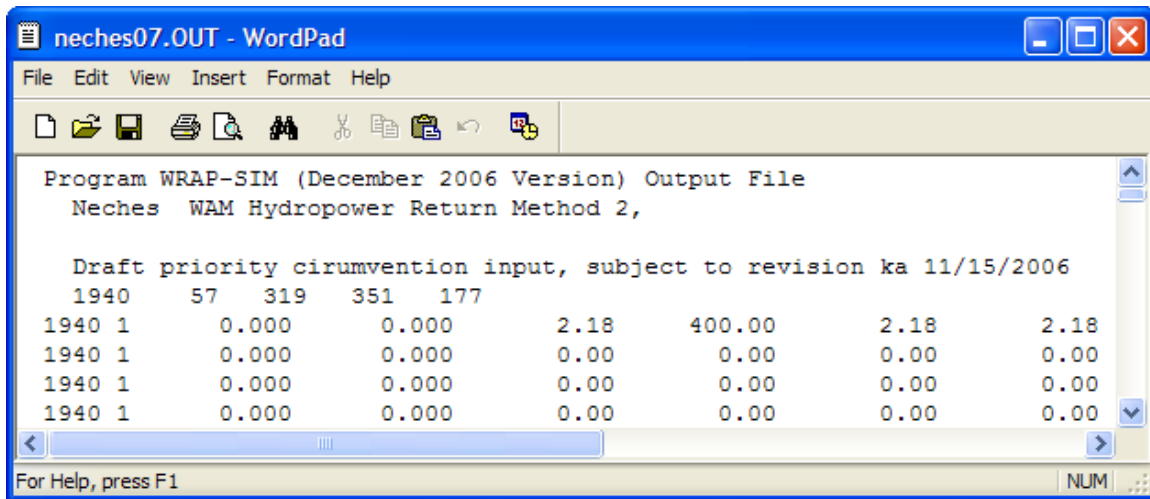 neches07.OUT - WordPad
File Edit View Insert Format Help
Program WRAP-SIM (December 2006 Version) Output File
Neches WAM Hydropower Return Method 2,
Draft priority cirumvention input, subject to revision ka 11/15/2006
1940 57 319 351 177
1940 1 0.000 0.000 2.18 400.00 2.18 2.18
1940 1 0.000 0.000 0.00 0.00 0.00 0.00
1940 1 0.000 0.000 0.00 0.00 0.00 0.00
1940 1 0.000 0.000 0.00 0.00 0.00 0.00
For Help, press F1 NUM